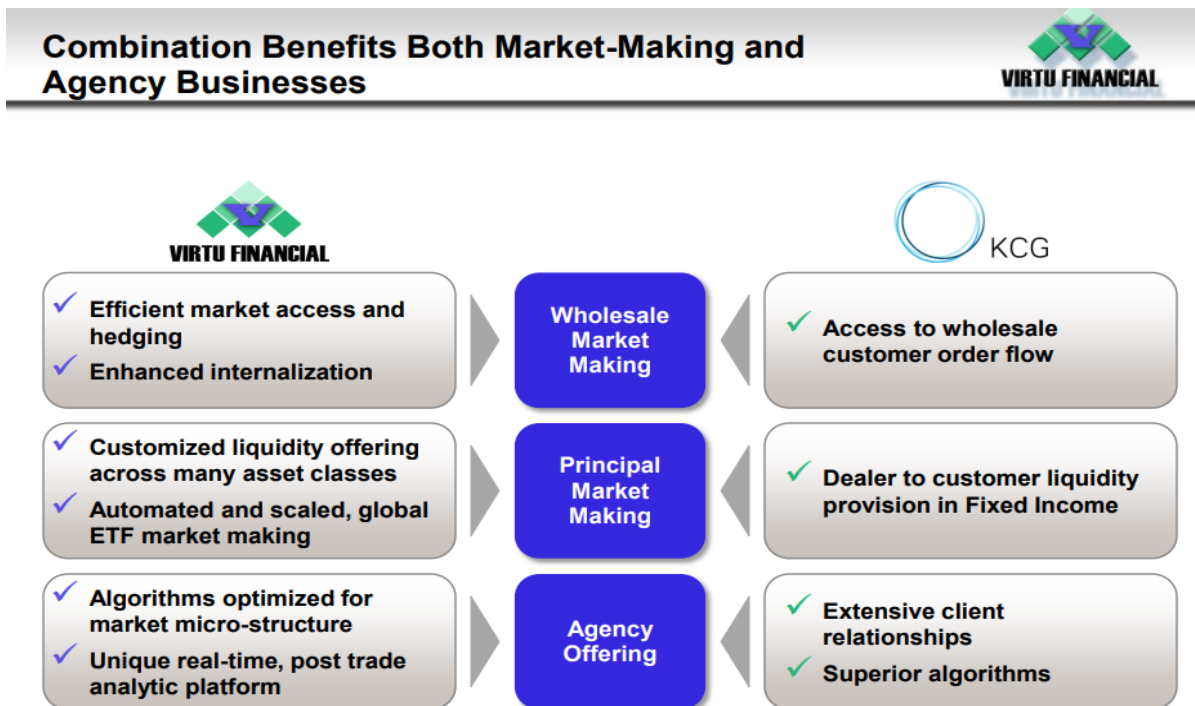 Combination Benefits Both Market-Making and
Agency Businesses
VIRTU FINANCIAL
VIRTU FINANCIAL
KCG
Efficient market access and
hedging
Enhanced internalization
Wholesale
Market
Making
Access to wholesale
customer order flow
Customized liquidity offering
across many asset classes
Automated and scaled, global
ETF market making
Principal
Market
Making
Dealer to customer liquidity
provision in Fixed Income
Algorithms optimized for
market micro-structure
Unique real-time, post trade
analytic platform
Agency
Offering
Extensive client
relationships
Superior algorithms